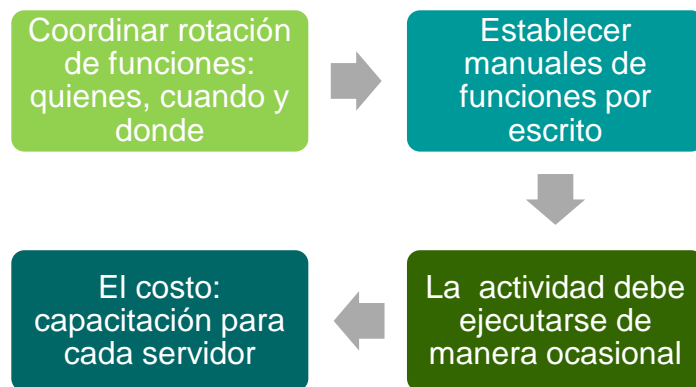 Coordinar rotación
de funciones:
quienes, cuando y
donde
Establecer
manuales de
funciones por
escrito
La actividad debe
ejecutarse de
manera ocasional
El costo:
capacitación para
cada servidor